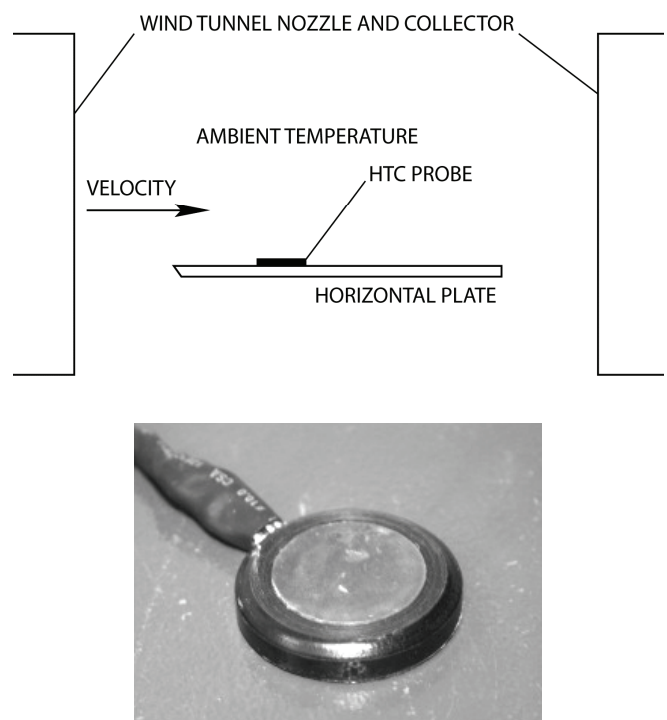 WIND TUNNEL NOZZLE AND COLLECTOR
AMBIENT TEMPERATURE
HTC PROBE
VELOCITY
HORIZONTAL PLATE